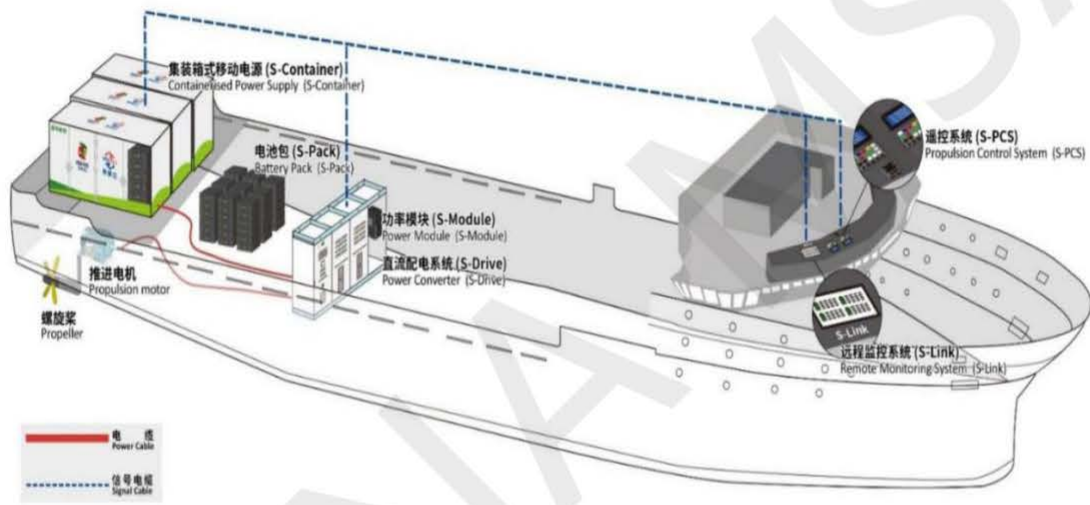 集装箱式移动电源 (S-Container)
Containerised Power Supply (S-Container)
电池包 (S-Pack)
Battery Pack (S-Pack)
遥控系统 (S-PCS)
Propulsion Control System (S-PCS)
功率模块 (S-Module)
Power Module (S-Module)
直流配电系统 (S-Drive)
Power Converter (S-Drive)
推进电机
Propulsion motor
螺旋桨
Propeller
S-Link
远程监控系统 (S-Link)
Remote Monitoring System (S-Link)
电 缆
Power Cable
信号电缆
Signal Cable